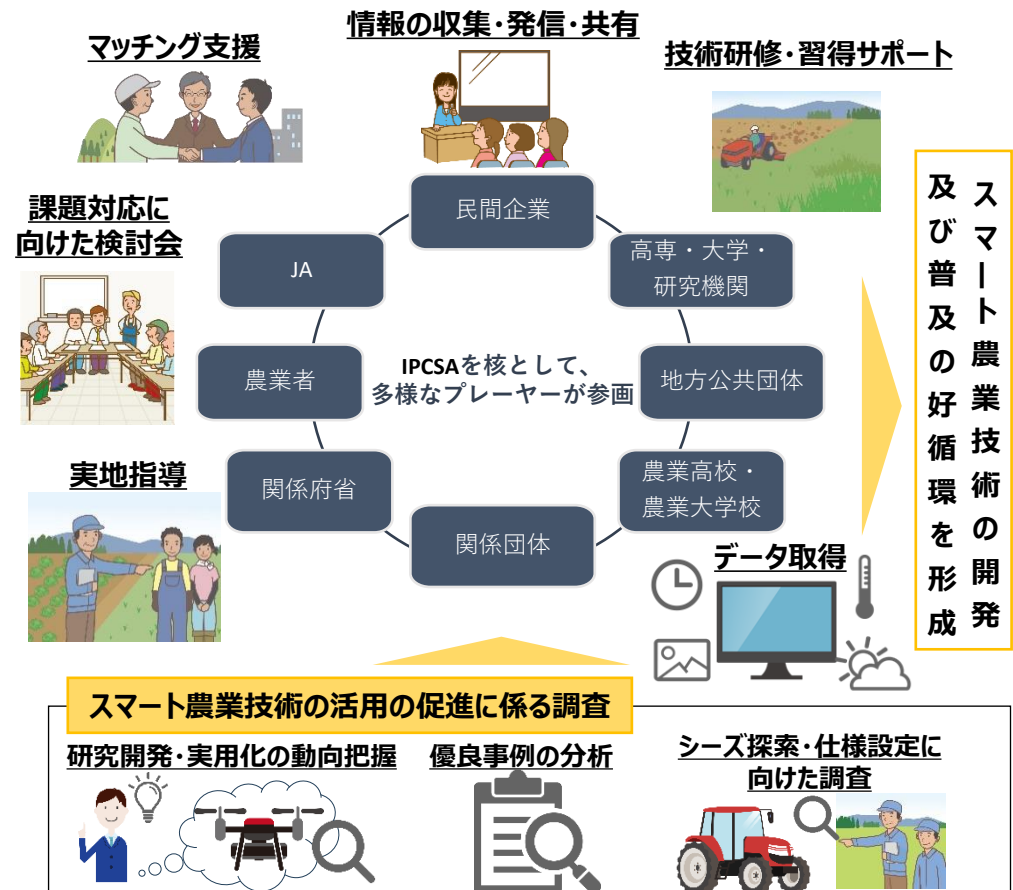 情報の収集・発信・共有
マッチング支援
技術研修・習得サポート
課題対応に
向けた検討会
民間企業
JA
高専・大学・
研究機関
農業者
IPCSAを核として、
多様なプレーヤーが参画
地方公共団体
実地指導
関係府省
農業高校・
農業大学校
関係団体
データ取得
スマート農業技術の開発
及び普及の好循環を形成
スマート農業技術の活用の促進に係る調査
研究開発・実用化の動向把握
優良事例の分析
シーズ探索・仕様設定に
向けた調査